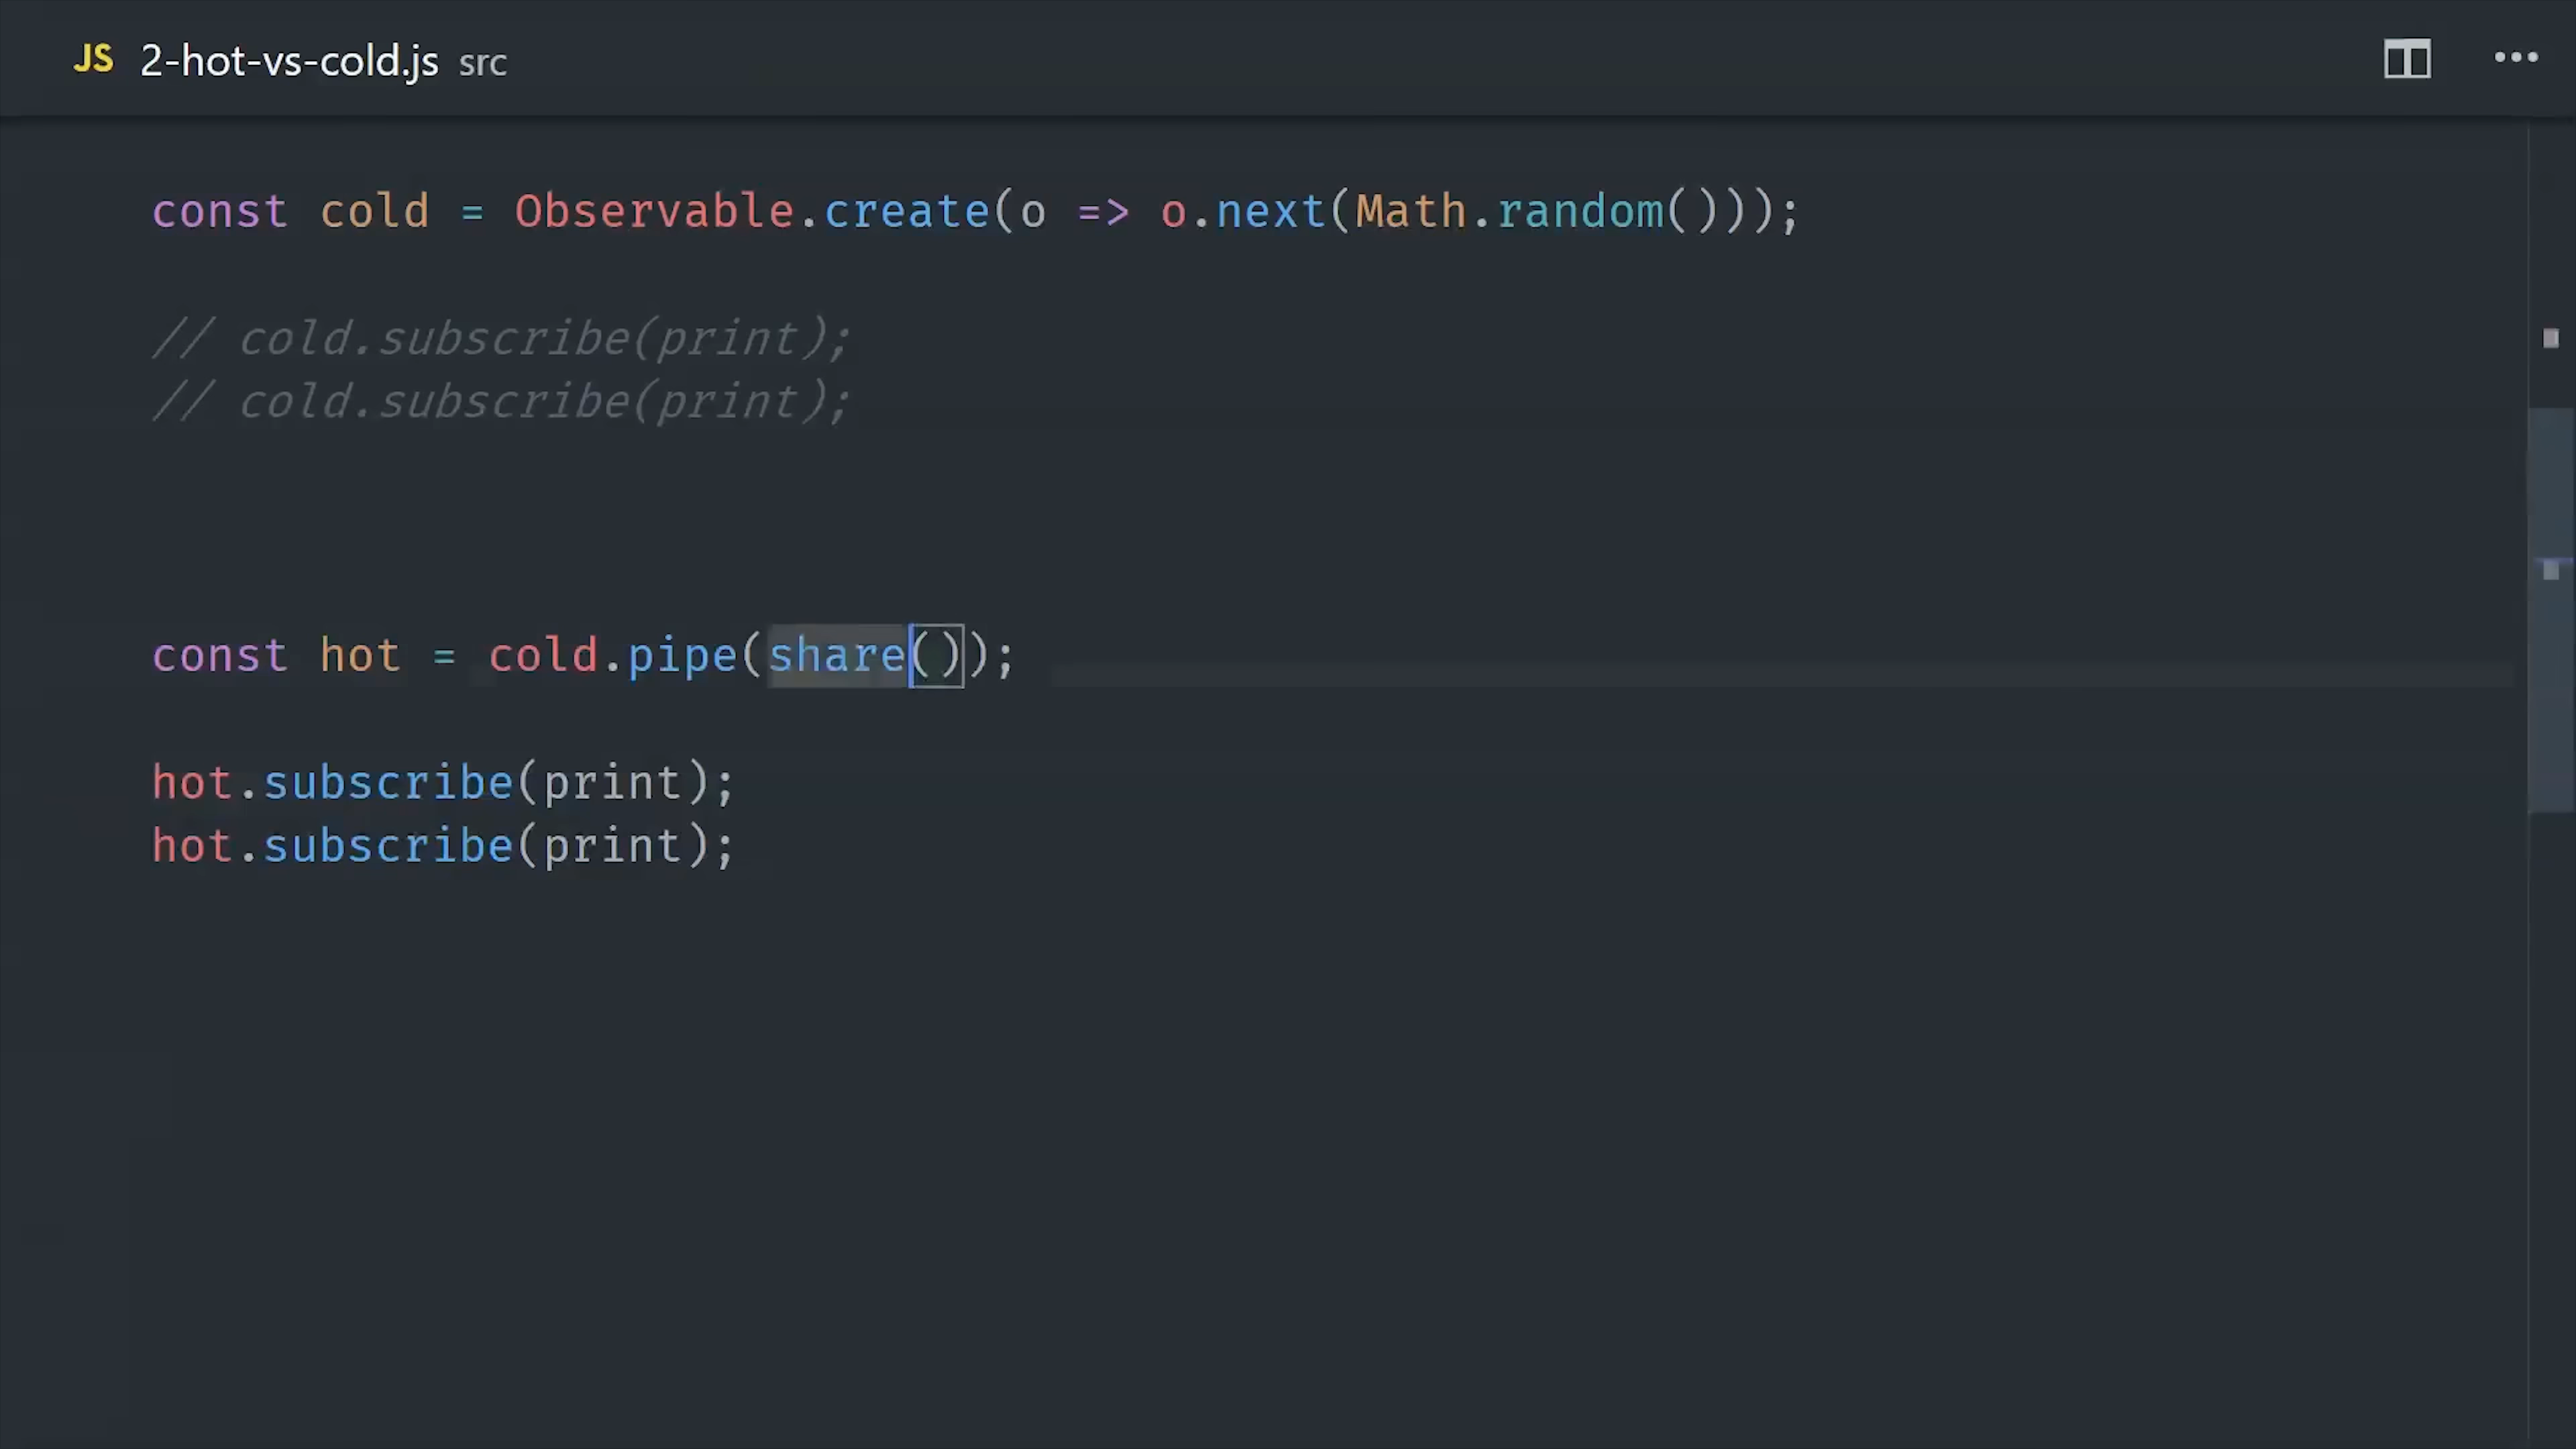 JS 2-hot-vs-cold.js src
const cold = Observable.create(o => o.next(Math.random()));
// cold.subscribe(print);
// cold.subscribe(print);
const hot = cold.pipe(share());
hot.subscribe(print);
hot.subscribe(print);